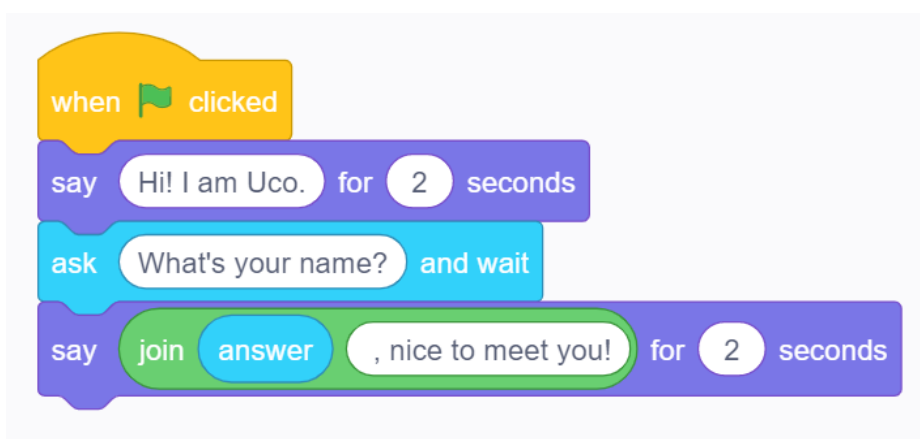 when clicked
say Hi! I am Uco. for 2 seconds
ask What's your name? and wait
say join answer , nice to meet you! for 2 seconds